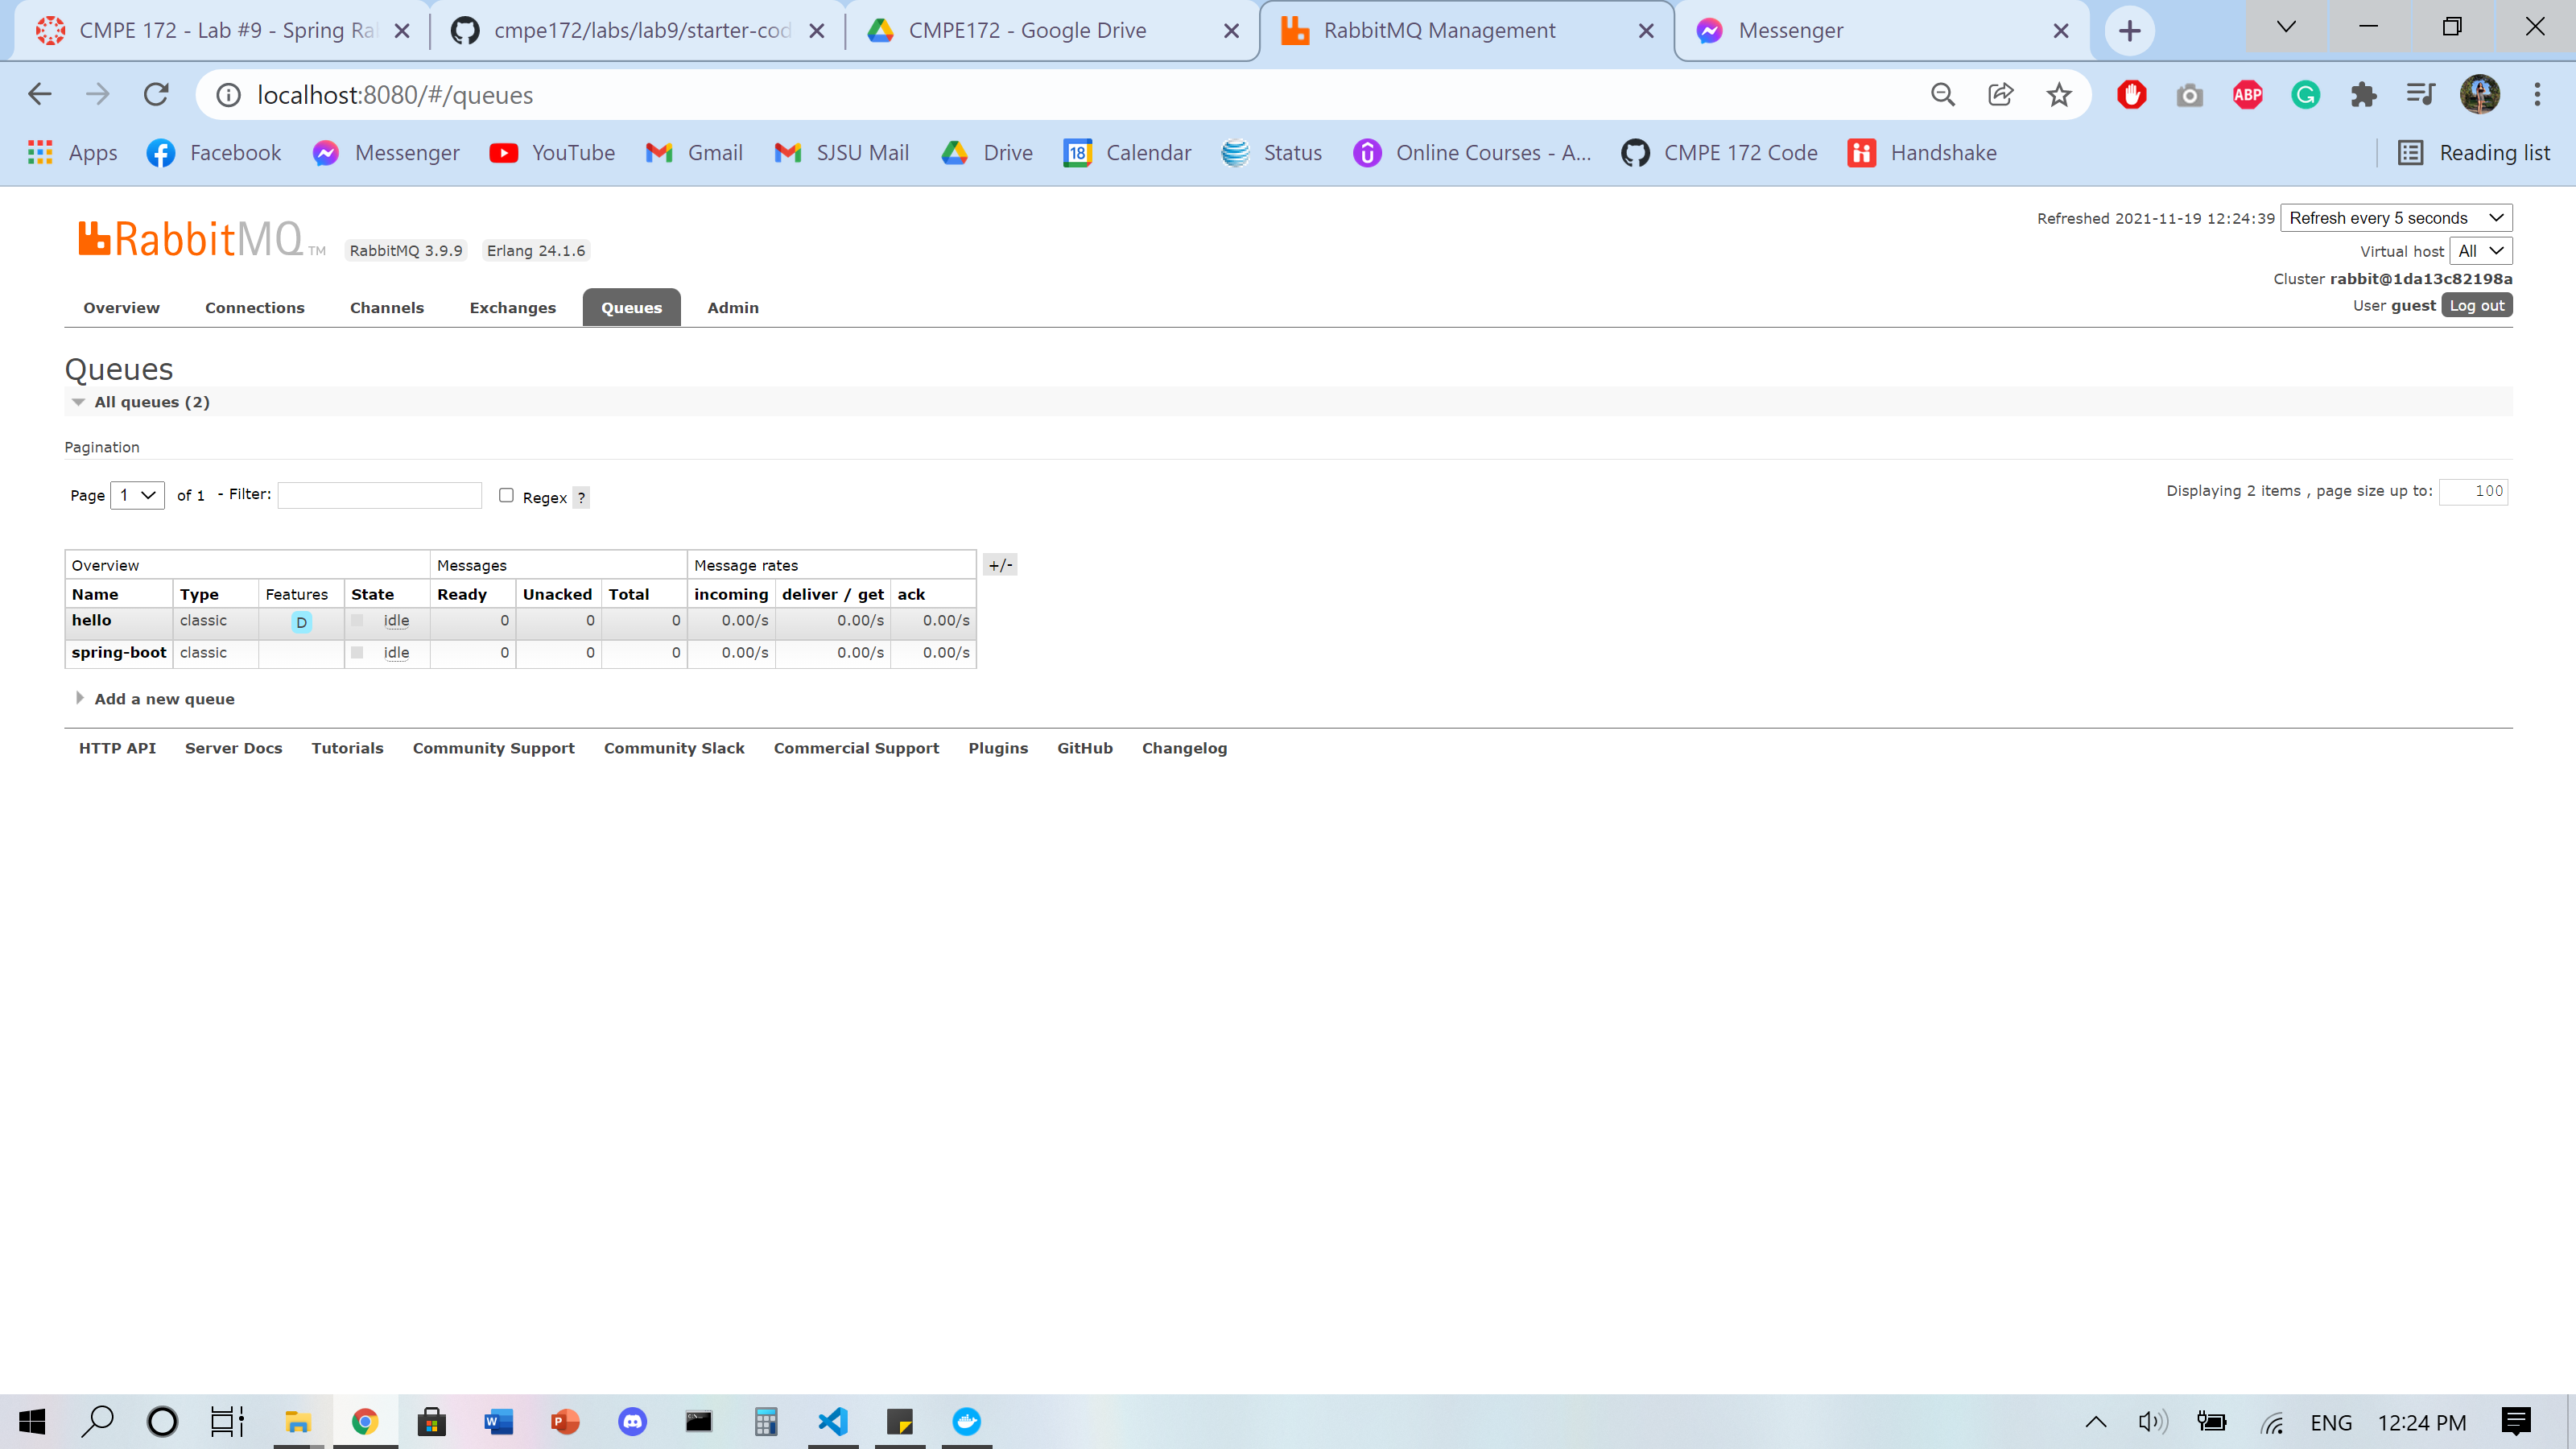 CMPE 172 - Lab #9 - Spring Ra
cmpe172/labs/lab9/starter-cod
CMPE172 - Google Drive
RabbitMQ Management
Messenger
localhost:8080/#/queues
ABP
Apps
Facebook
Messenger
YouTube
Gmail
SJSU Mail
Drive
18
Calendar
Status
Online Courses - A...
CMPE 172 Code
Handshake
Reading list
RabbitMQ TM
RabbitMQ 3.9.9
Erlang 24.1.6
Refreshed 2021-11-19 12:24:39
Refresh every 5 seconds
Virtual host All
Cluster rabbit@1da13c82198a
User guest Log out
Overview Connections Channels Exchanges Queues Admin
Queues
All queues (2)
Pagination
Page 1 of 1 - Filter: Regex ?
Displaying 2 items , page size up to: 100
Overview Messages Message rates +/-
Name Type Features State Ready Unacked Total incoming deliver / get ack
hello classic D idle 0 0 0 0.00/s 0.00/s 0.00/s
spring-boot classic idle 0 0 0 0.00/s 0.00/s 0.00/s
Add a new queue
HTTP API Server Docs Tutorials Community Support Community Slack Commercial Support Plugins GitHub Changelog
ENG
12:24 PM